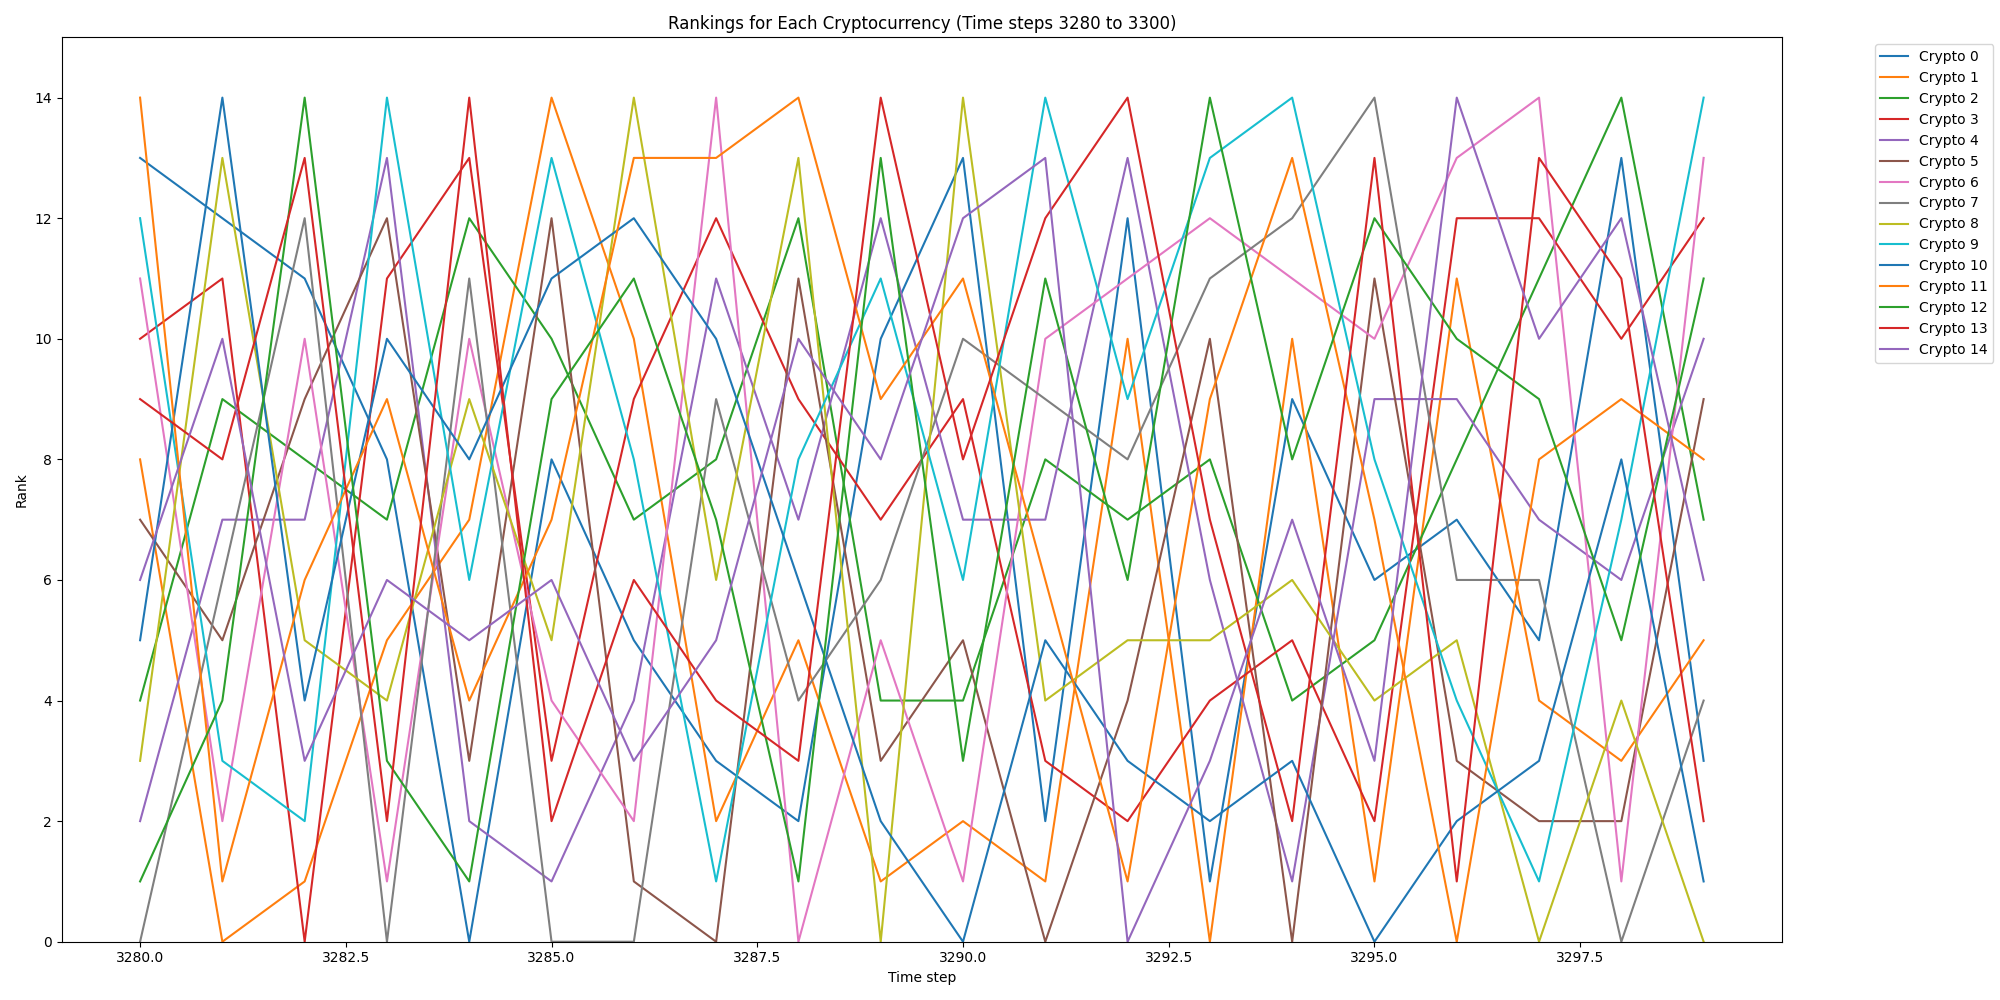 Rankings for Each Cryptocurrency (Time steps 3280 to 3300)
Rank
14
12
10
8
6
4
2
0
3280.0 3282.5 3285.0 3287.5 3290.0 3292.5 3295.0 3297.5
Time step
Crypto 0
Crypto 1
Crypto 2
Crypto 3
Crypto 4
Crypto 5
Crypto 6
Crypto 7
Crypto 8
Crypto 9
Crypto 10
Crypto 11
Crypto 12
Crypto 13
Crypto 14